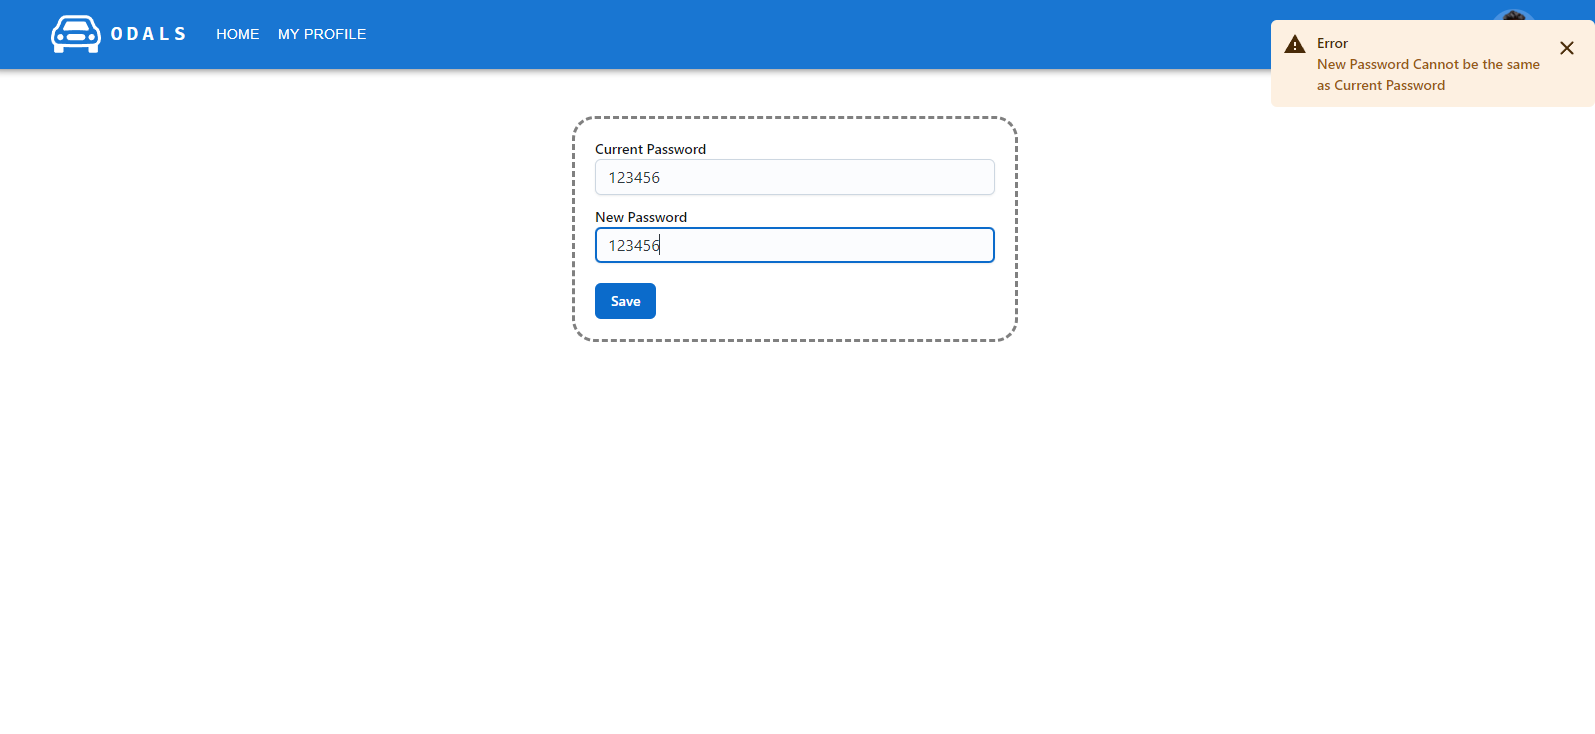 ODALS
HOME
MY PROFILE
Error
New Password Cannot be the same
as Current Password
Current Password
123456
New Password
123456
Save